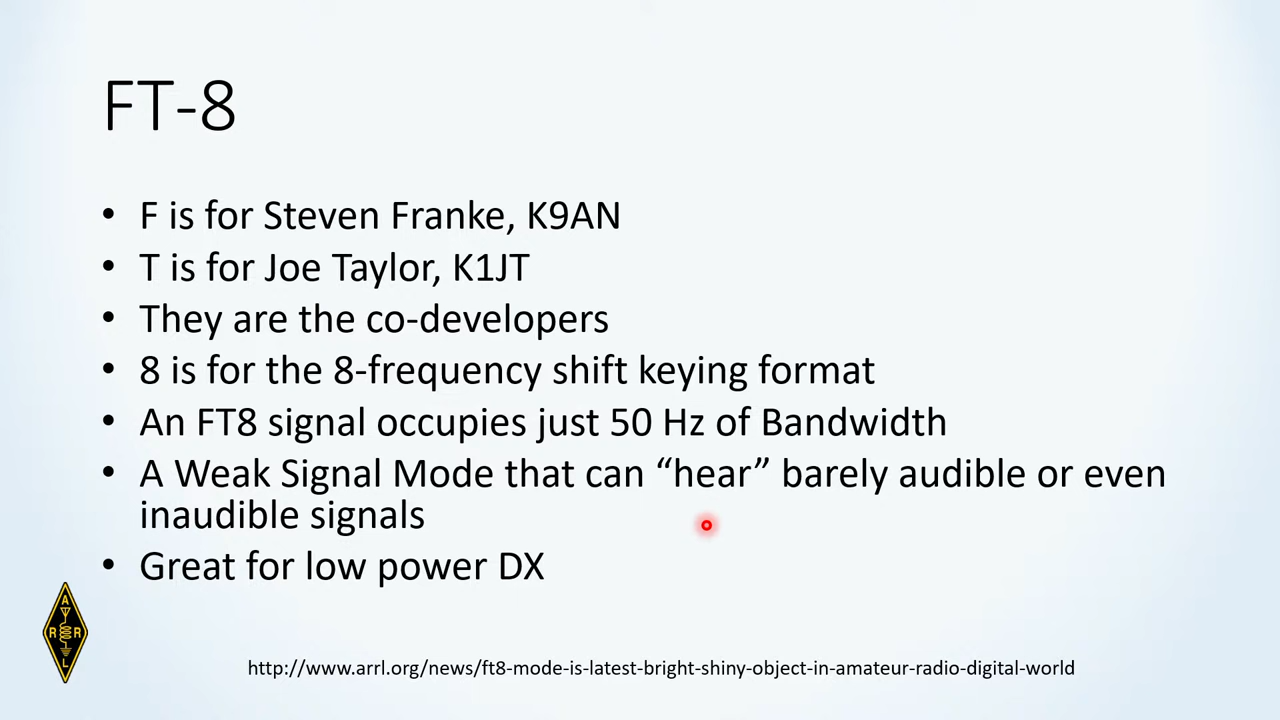 FT-8
• F is for Steven Franke, K9AN
• T is for Joe Taylor, K1JT
• They are the co-developers
• 8 is for the 8-frequency shift keying format
• An FT8 signal occupies just 50 Hz of Bandwidth
• A Weak Signal Mode that can “hear” barely audible or even
inaudible signals
• Great for low power DX
A
R R
L
http://www.arrl.org/news/ft8-mode-is-latest-bright-shiny-object-in-amateur-radio-digital-world